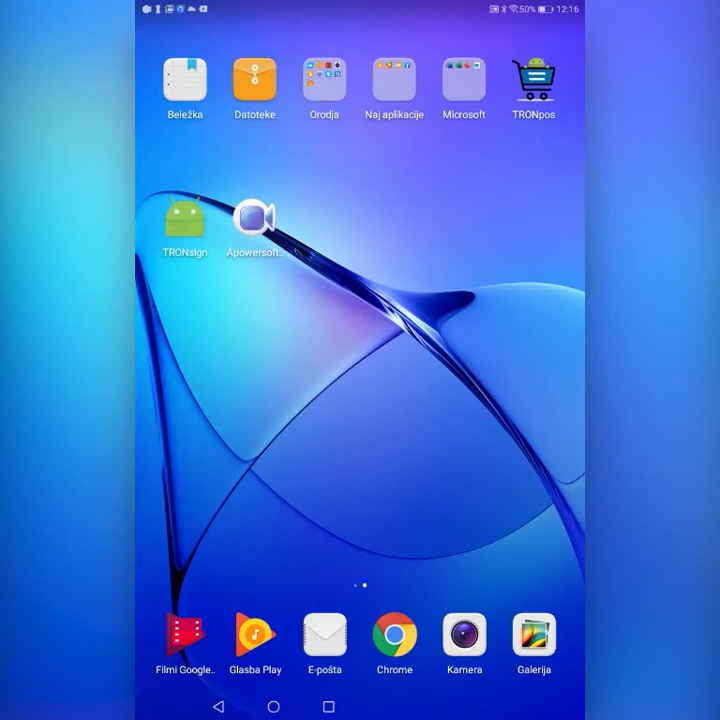 50% 12:16
Beležka Datoteke Orodja Naj aplikacije Microsoft TRONpos
TRONsign Apowersoft..
Filmi Google.. Glasba Play E-pošta Chrome Kamera Galerija